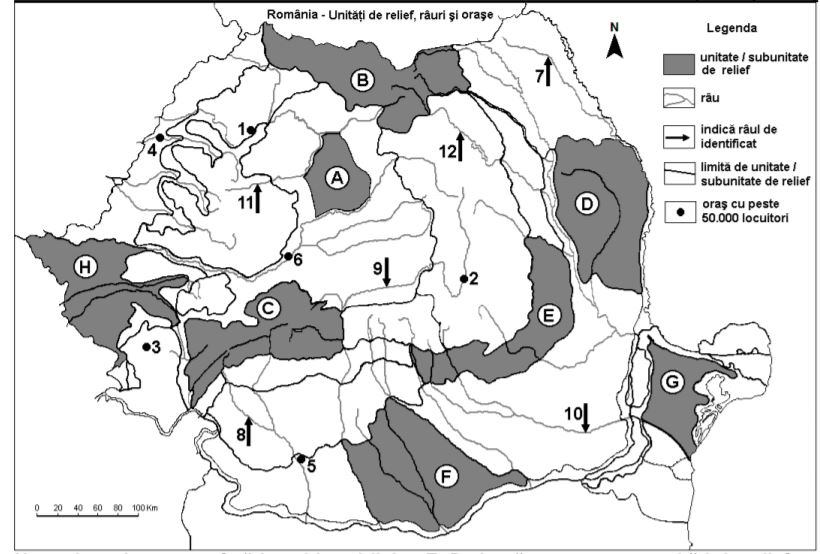 România - Unități de relief, râuri și orașe
N
Legenda
unitate / subunitate
de relief
râu
indică râul de
identificat
limită de unitate /
subunitate de relief
oraș cu peste
50.000 locuitori
B
7
1
4
12
A
11
D
6
9
2
H
C
E
3
G
10
8
5
F
0 20 40 60 80 100 Km